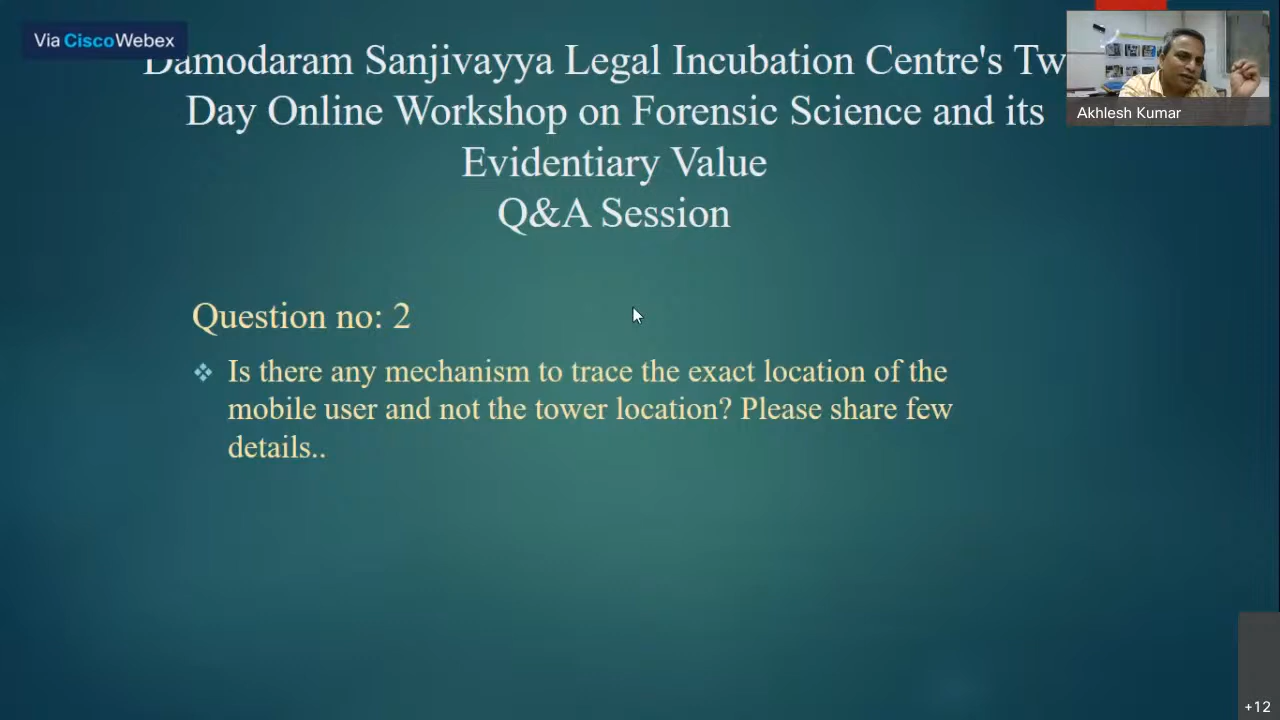 Via CiscoWebex
Damodaram Sanjivayya Legal Incubation Centre's Tw
Day Online Workshop on Forensic Science and its
Evidentiary Value
Q&A Session
Akhlesh Kumar
Question no: 2
Is there any mechanism to trace the exact location of the
mobile user and not the tower location? Please share few
details..
+12